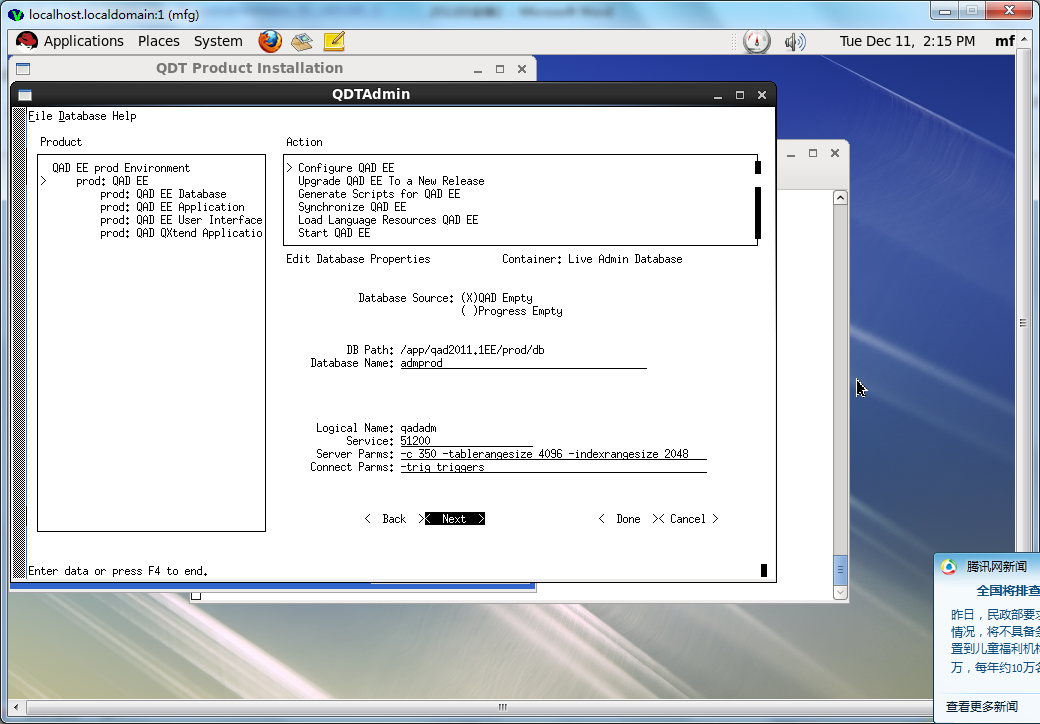 localhost.localdomain:1 (mfg)
Applications Places System
Tue Dec 11, 2:15 PM mf
QDT Product Installation
QDTAdmin
File Database Help
Product
QAD EE prod Environment
> prod: QAD EE
prod: QAD EE Database
prod: QAD EE Application
prod: QAD EE User Interface
prod: QAD QXtend Applicatio
Action
> Configure QAD EE
Upgrade QAD EE To a New Release
Generate Scripts for QAD EE
Synchronize QAD EE
Load Language Resources QAD EE
Start QAD EE
Edit Database Properties Container: Live Admin Database
Database Source: (X)QAD Empty
( )Progress Empty
DB Path: /app/qad2011.1EE/prod/db
Database Name: admprod
Logical Name: qadadm
Service: 51200
Server Parms: -c 350 -tablerangesize 4096 -indexrangesize 2048
Connect Parms: -trig triggers
< Back >< Next > < Done >< Cancel >
Enter data or press F4 to end.
腾讯网新闻
全国将排查
昨日，民政部要求
情况，将不具备
置到儿童福利机
万，每年约10万
查看更多新闻